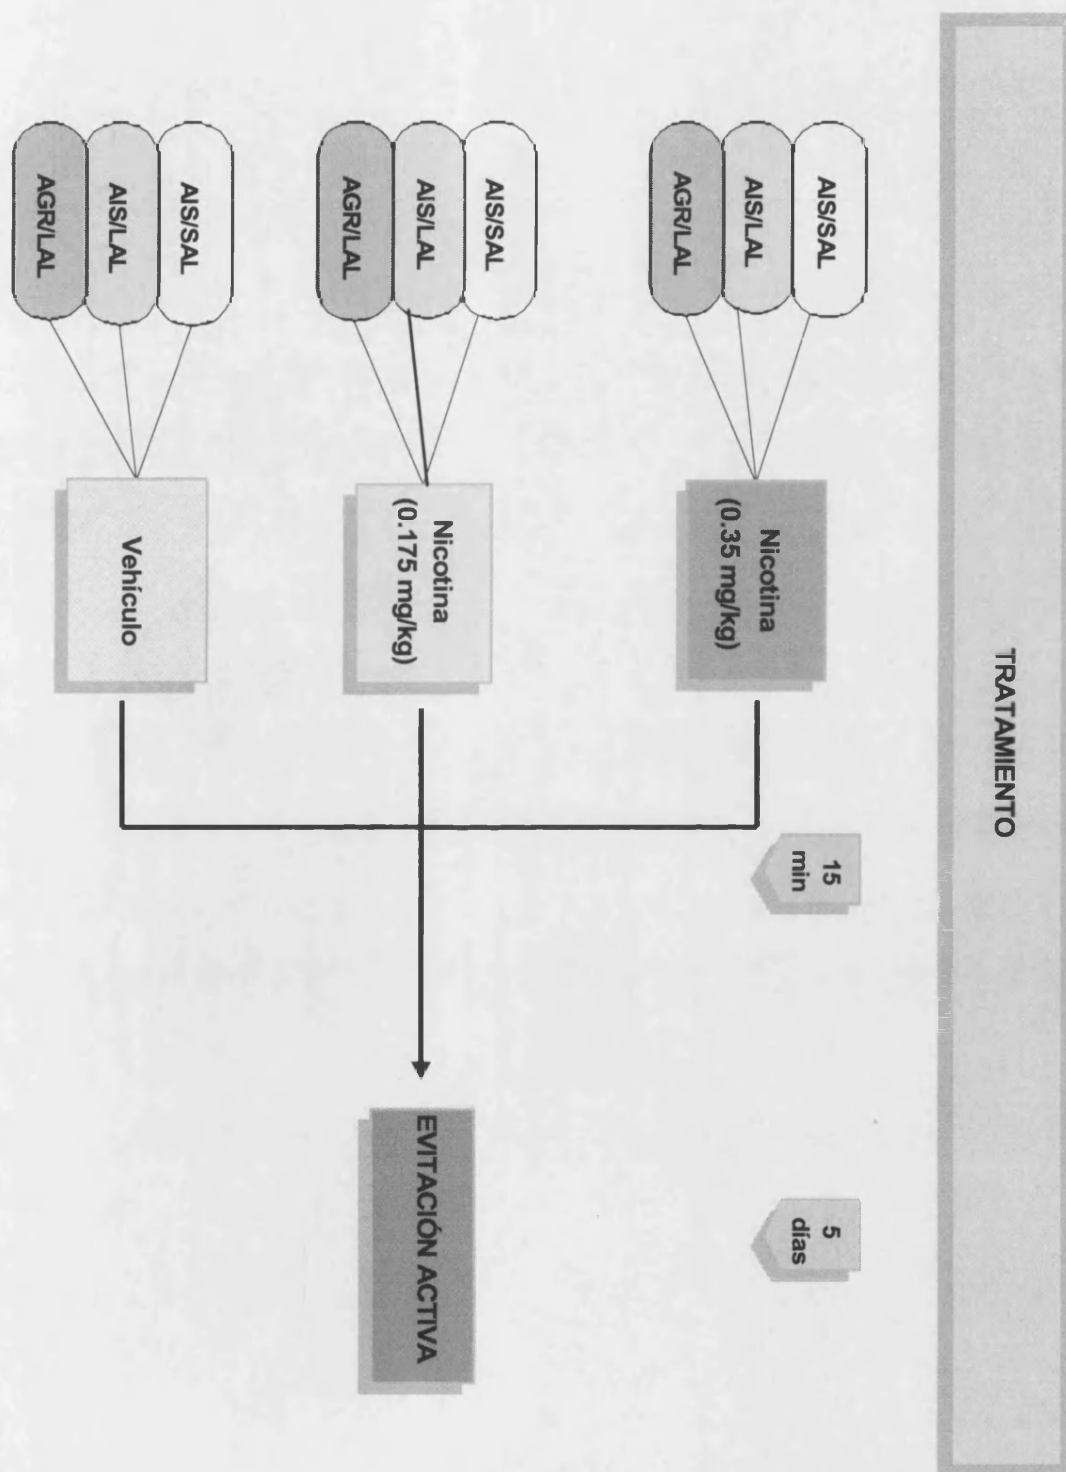 TRATAMIENTO
AIS/SAL
AIS/LAL
AGR/LAL
Nicotina
(0.35 mg/kg)
15
min
5
días
AIS/SAL
AIS/LAL
AGR/LAL
Nicotina
(0.175 mg/kg)
EVITACIÓN ACTIVA
AIS/SAL
AIS/LAL
AGR/LAL
Vehículo